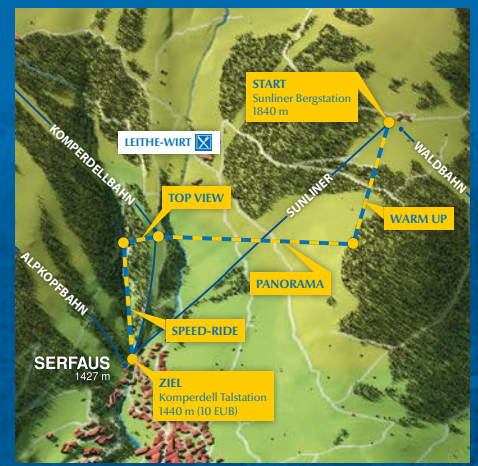 START
Sunliner Bergstation
1840 m
KOMPERDELLBAHN
LEITHE-WIRT
WALDBAHN
SUNLINER
TOP VIEW
WARM UP
ALPKOPFBAHN
PANORAMA
SPEED-RIDE
SERFAUS
1427 m
ZIEL
Komperdell Talstation
1440 m (10 EUB)